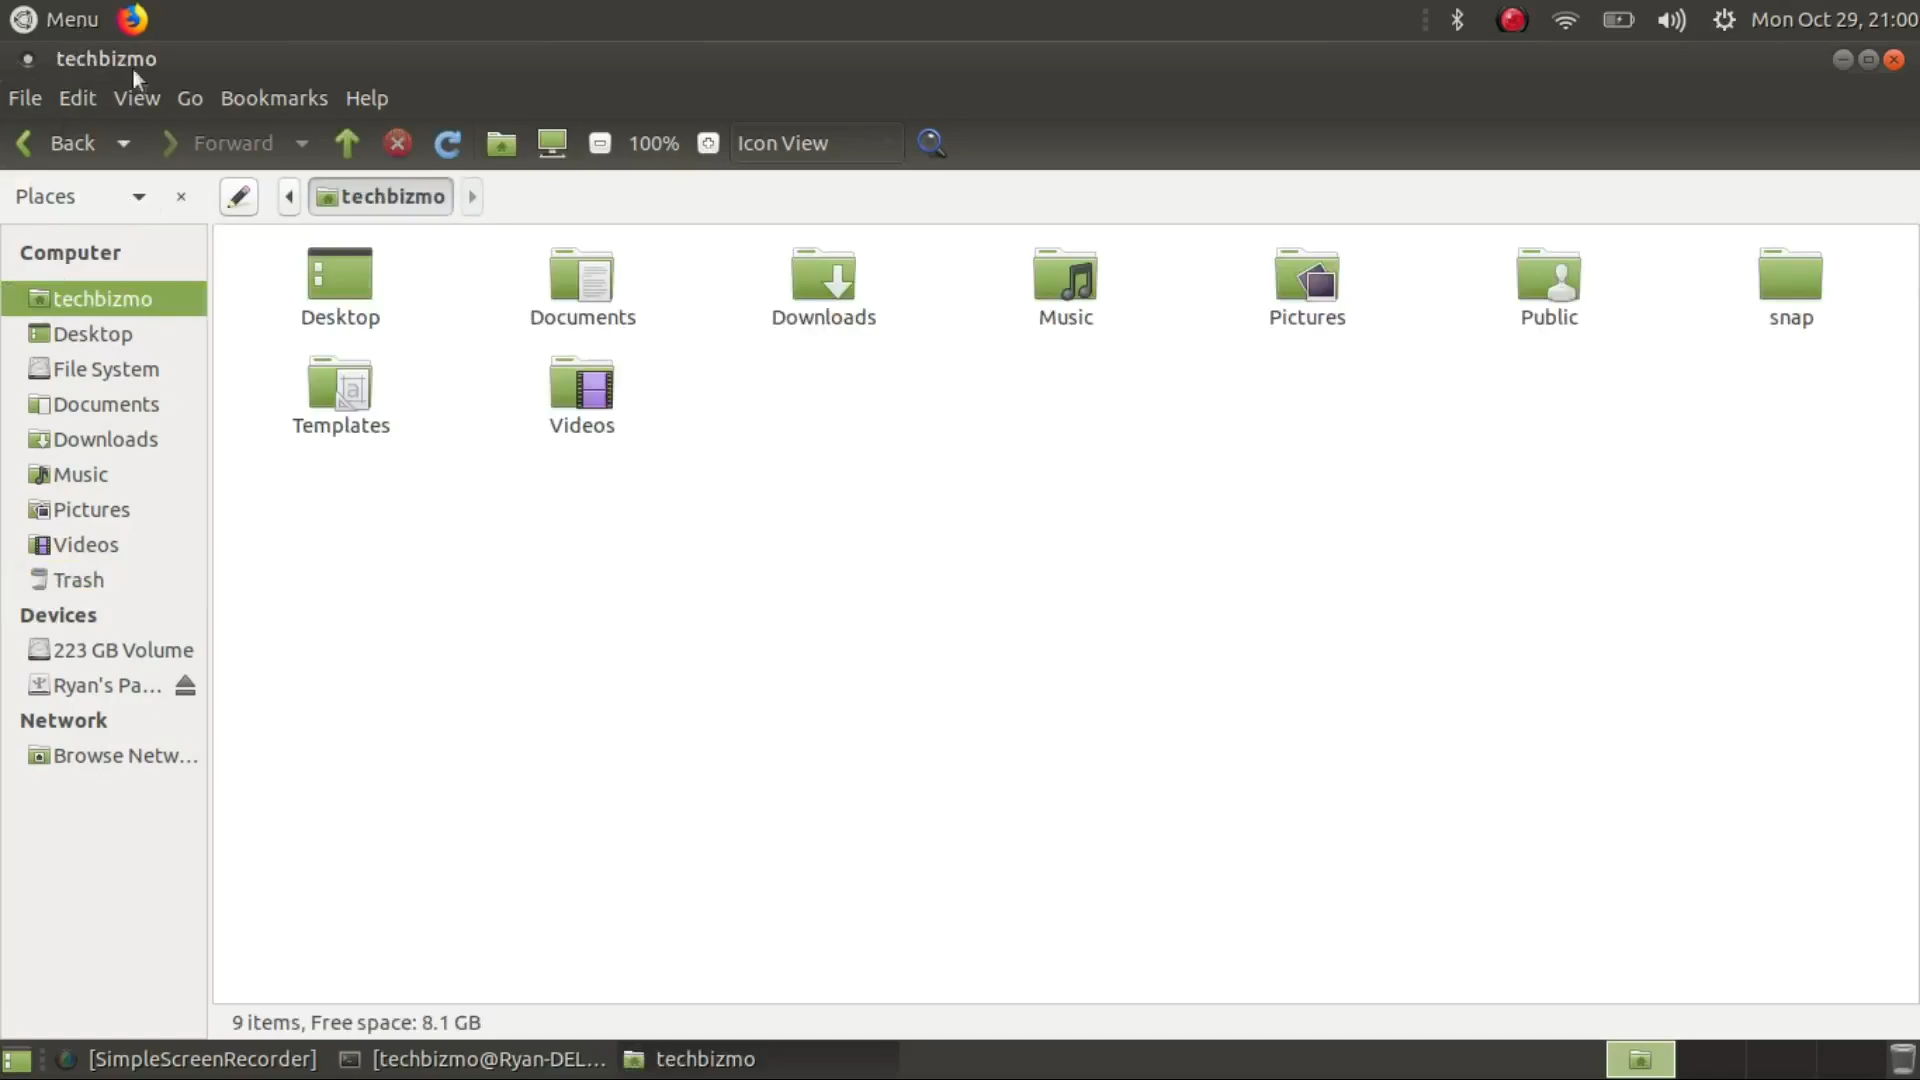 Menu
Mon Oct 29, 21:00
techbizmo
File Edit View Go Bookmarks Help
Back Forward 100% Icon View
Places
techbizmo
Computer
techbizmo
Desktop
File System
Documents
Downloads
Music
Pictures
Videos
Trash
Devices
223 GB Volume
Ryan's Pa...
Network
Browse Netw...
Desktop Documents Downloads Music Pictures Public snap
Templates Videos
9 items, Free space: 8.1 GB
[SimpleScreenRecorder] [techbizmo@Ryan-DEL... techbizmo